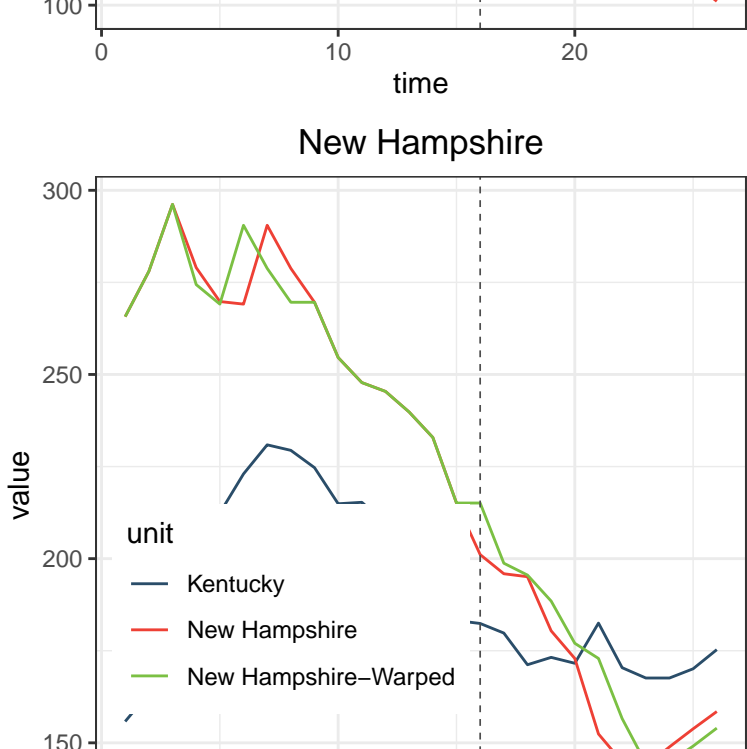 100
0 10 20
time
New Hampshire
300
250
value
unit
200
Kentucky
New Hampshire
New Hampshire−Warped
150